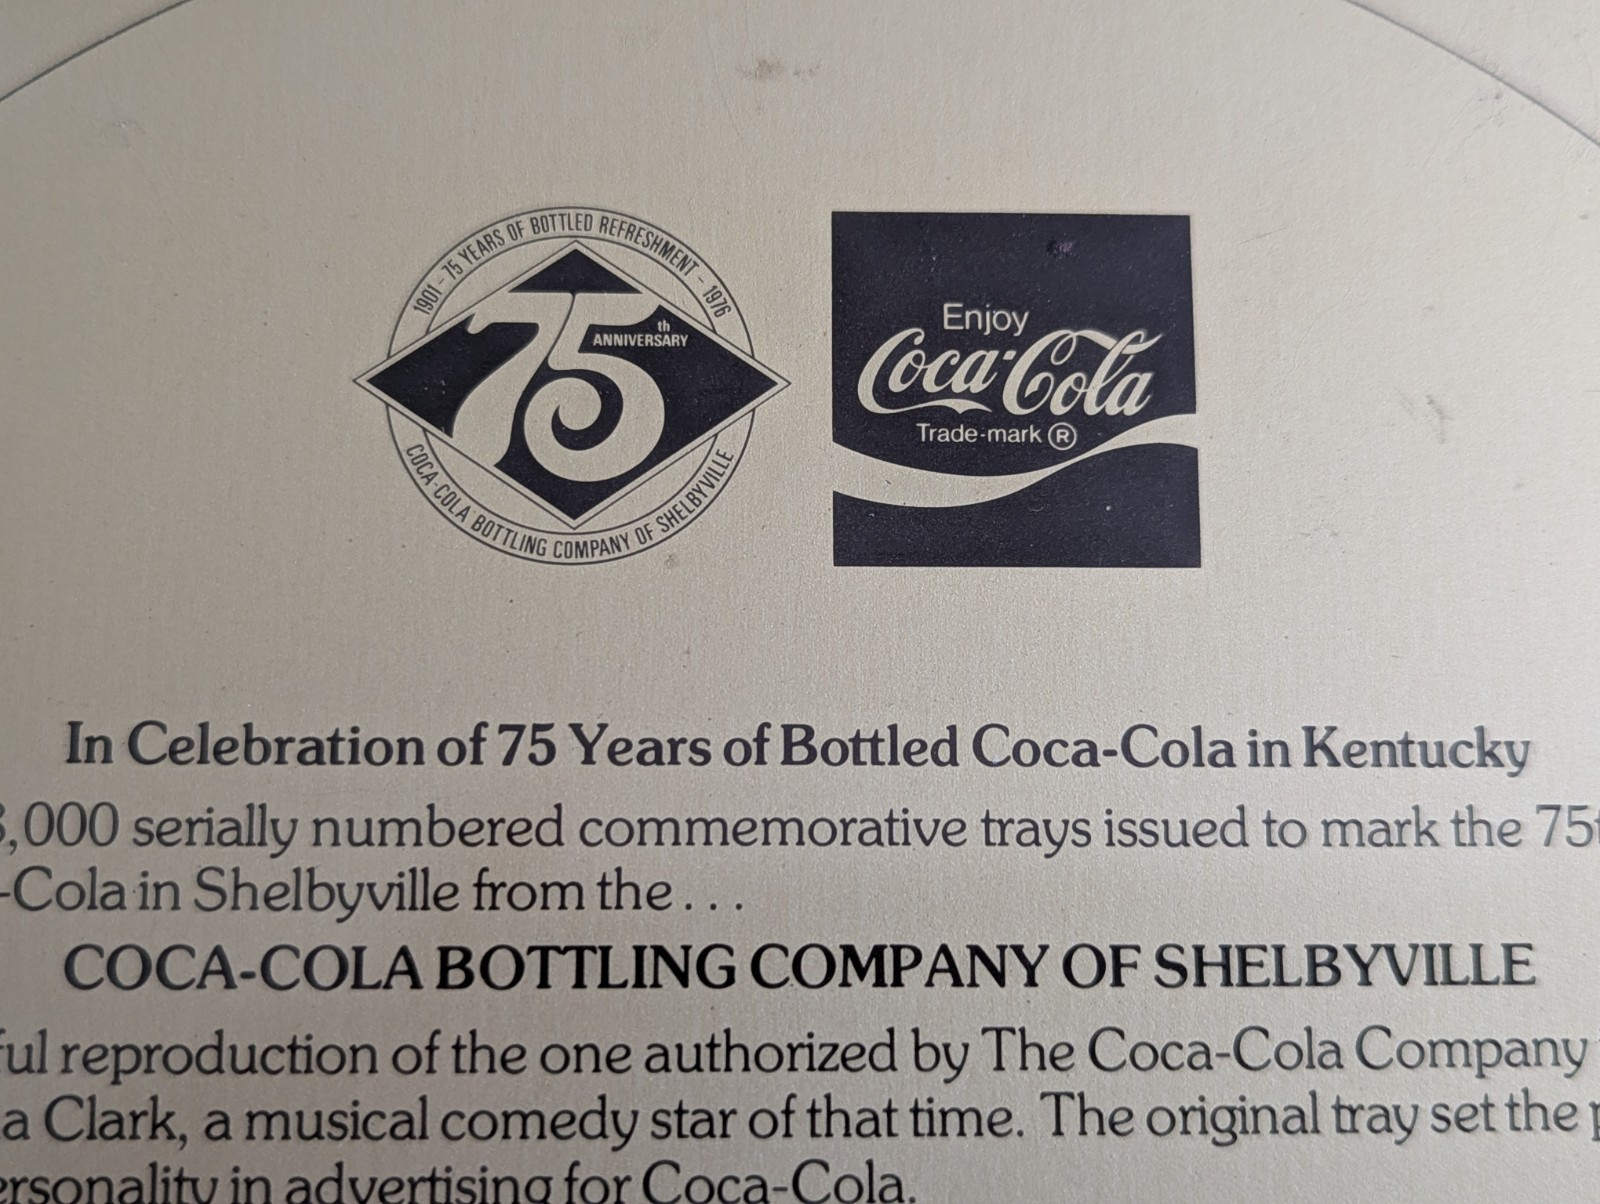 1901 - 75 YEARS OF BOTTLED REFRESHMENT - 1976
75th
ANNIVERSARY
COCA-COLA BOTTLING COMPANY OF SHELBYVILLE
Enjoy
Coca-Cola
Trade-mark ®
In Celebration of 75 Years of Bottled Coca-Cola in Kentucky
,000 serially numbered commemorative trays issued to mark the 75t
-Cola in Shelbyville from the . . .
COCA-COLA BOTTLING COMPANY OF SHELBYVILLE
ful reproduction of the one authorized by The Coca-Cola Company
a Clark, a musical comedy star of that time. The original tray set the
ersonality in advertising for Coca-Cola.